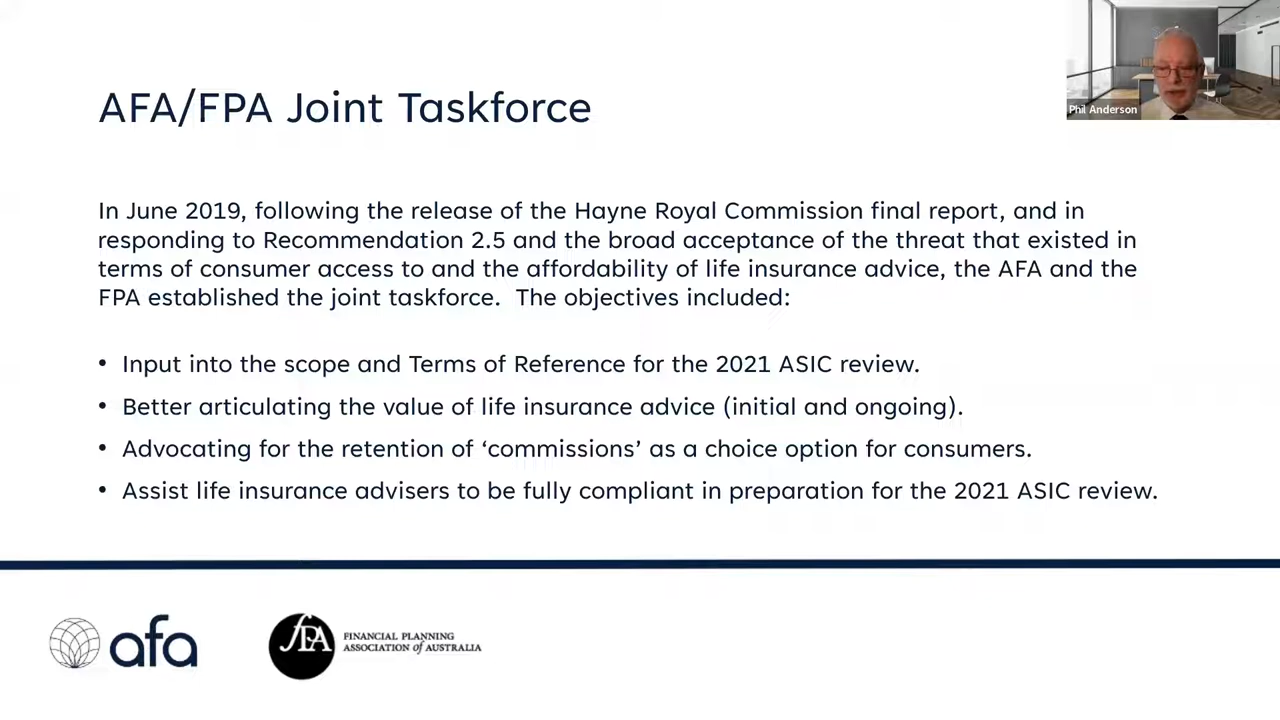 AFA/FPA Joint Taskforce
Phil Anderson
In June 2019, following the release of the Hayne Royal Commission final report, and in
responding to Recommendation 2.5 and the broad acceptance of the threat that existed in
terms of consumer access to and the affordability of life insurance advice, the AFA and the
FPA established the joint taskforce.  The objectives included:
• Input into the scope and Terms of Reference for the 2021 ASIC review.
• Better articulating the value of life insurance advice (initial and ongoing).
• Advocating for the retention of ‘commissions’ as a choice option for consumers.
• Assist life insurance advisers to be fully compliant in preparation for the 2021 ASIC review.
afa
fPA
FINANCIAL PLANNING
ASSOCIATION of AUSTRALIA